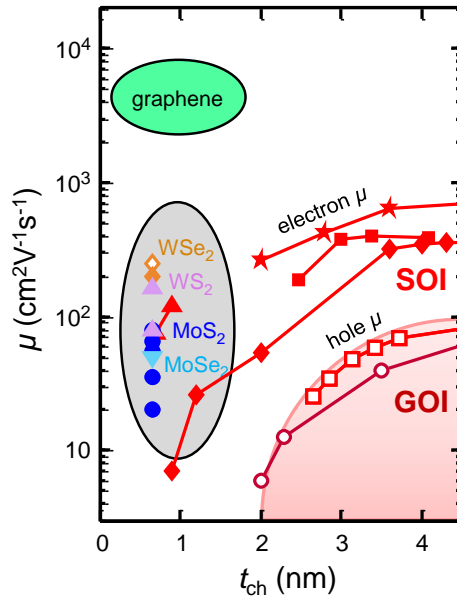 10⁴
graphene
10³
electron μ
WSe₂
WS₂
SOI
10²
MoS₂
hole μ
MoSe₂
GOI
10
0 1 2 3 4
μ (cm²V⁻¹s⁻¹)
t_ch (nm)